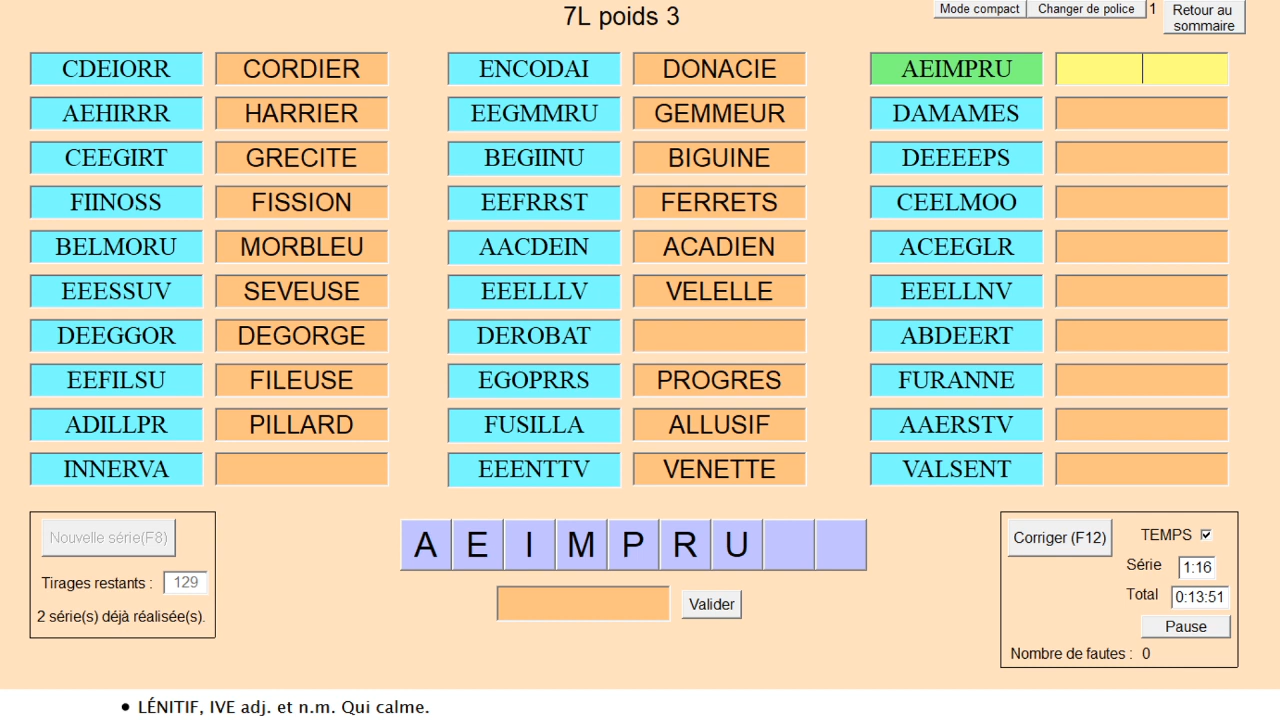 7L poids 3
Mode compact Changer de police 1 Retour au sommaire
CDEIORR CORDIER ENCODAI DONACIE AEIMPRU
AEHIRRR HARRIER EEGMMRU GEMMEUR DAMAMES
CEEGIRT GRECITE BEGIINU BIGUINE DEEEEPS
FIINOSS FISSION EEFRRST FERRETS CEELMOO
BELMORU MORBLEU AACDEIN ACADIEN ACEEGLR
EEESSUV SEVEUSE EEELLLV VELELLE EEELLNV
DEEGGOR DEGORGE DEROBAT ABDEERT
EEFILSU FILEUSE EGOPRRS PROGRES FURANNE
ADILLPR PILLARD FUSILLA ALLUSIF AAERSTV
INNERVA EEENTTV VENETTE VALSENT
Nouvelle série(F8)
Tirages restants : 129
2 série(s) déjà réalisée(s).
A E I M P R U
Valider
Corriger (F12) TEMPS
Série 1:16
Total 0:13:51
Pause
Nombre de fautes : 0
• LÉNITIF, IVE adj. et n.m. Qui calme.